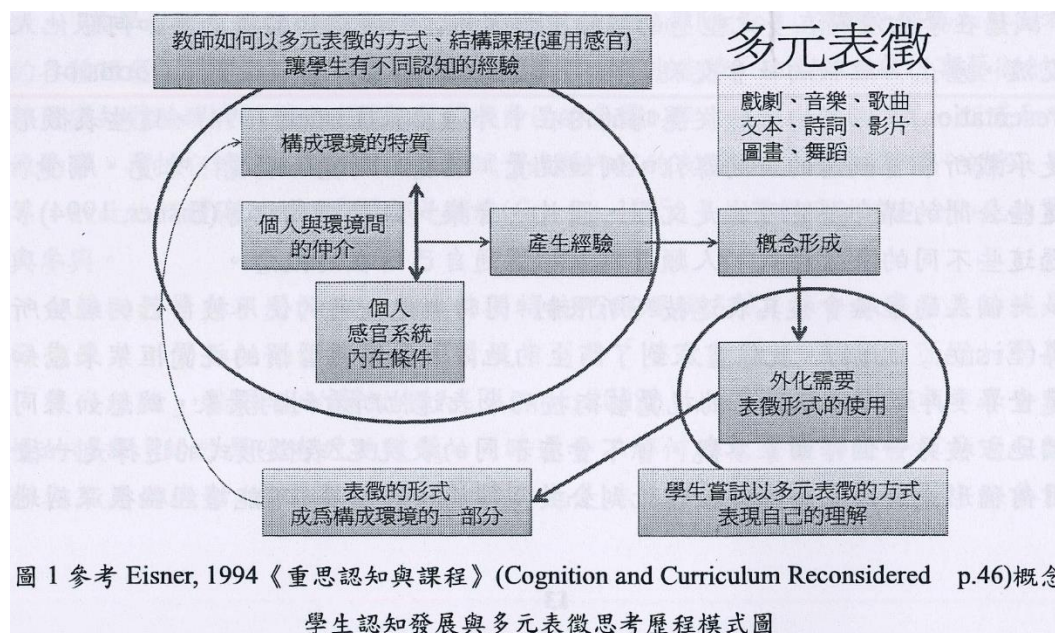 教師如何以多元表徵的方式、結構課程(運用感官)
讓學生有不同認知的經驗
多元表徵
戲劇、音樂、歌曲
文本、詩詞、影片
圖畫、舞蹈
構成環境的特質
個人與環境間
的仲介
產生經驗
概念形成
個人
感官系統
內在條件
外化需要
表徵形式的使用
表徵的形式
成爲構成環境的一部分
學生嘗試以多元表徵的方式
表現自己的理解
圖 1 參考 Eisner, 1994《重思認知與課程》(Cognition and Curriculum Reconsidered p.46)概念
學生認知發展與多元表徵思考歷程模式圖